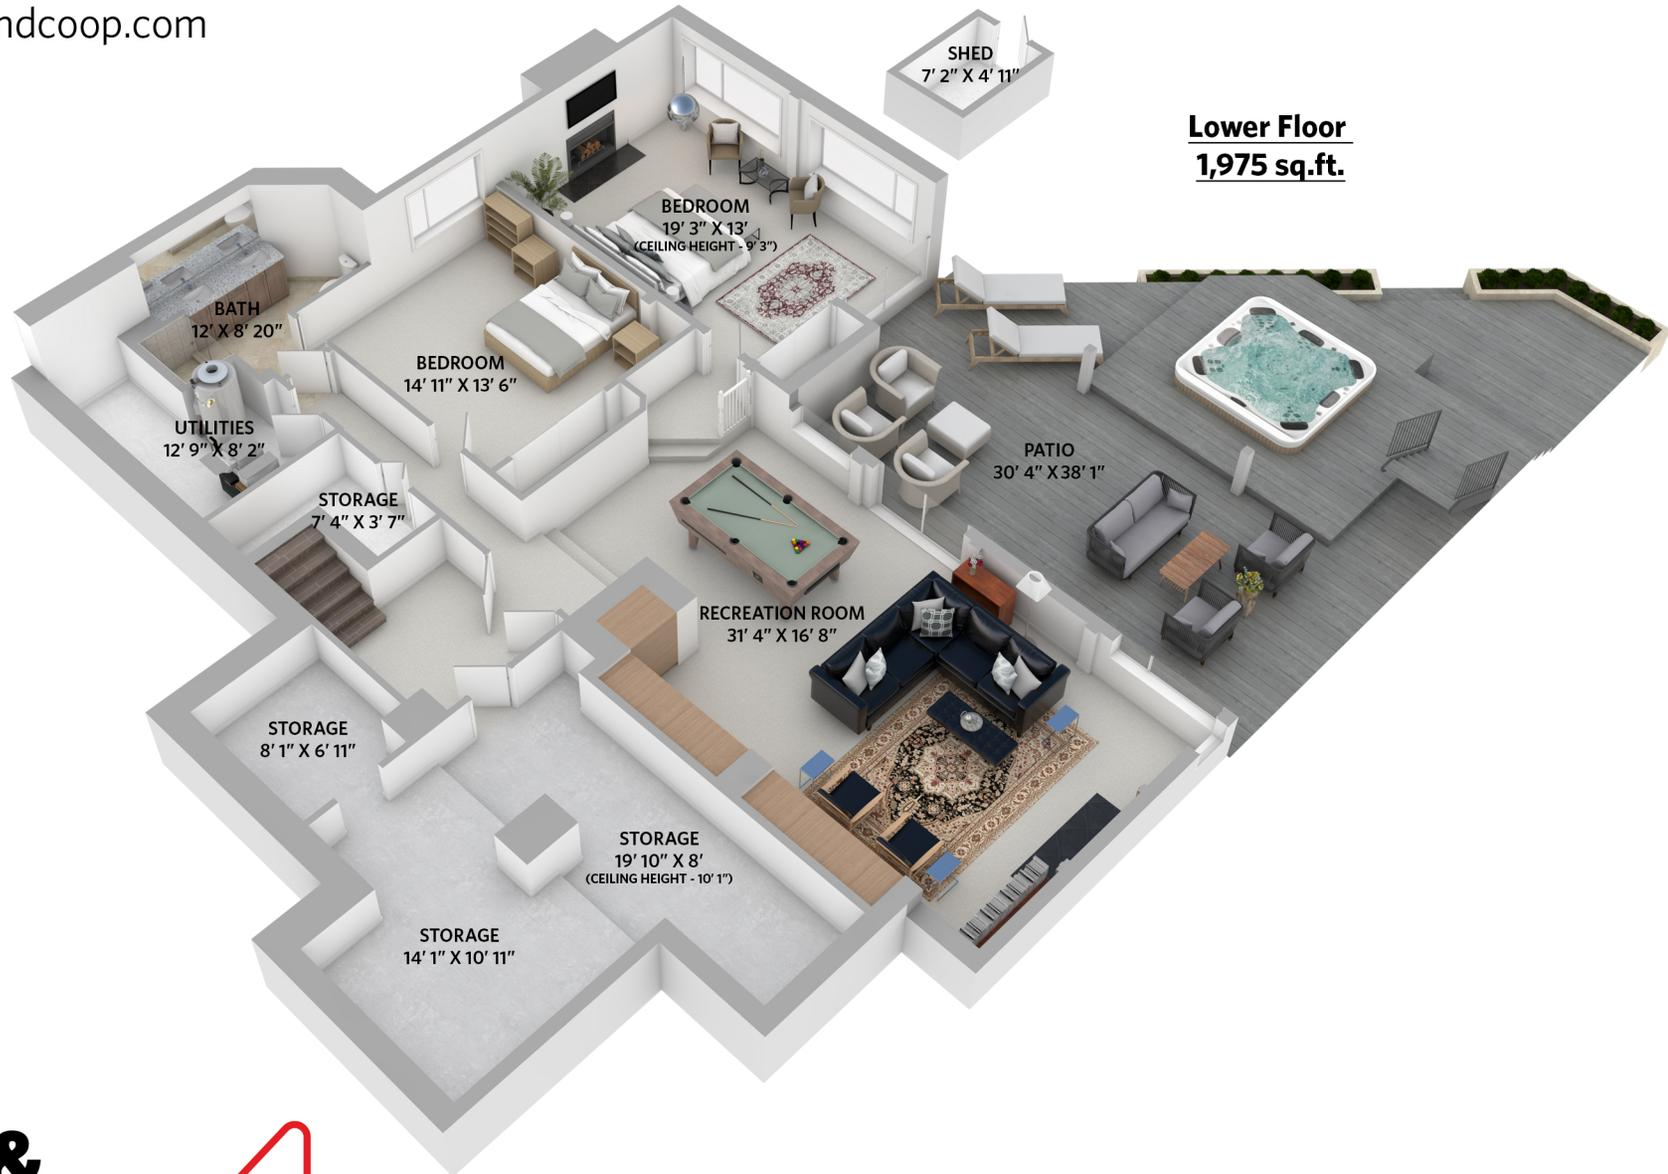 ndcoop.com
SHED
7' 2" X 4' 11"
Lower Floor
1,975 sq.ft.
BEDROOM
19' 3" X 13'
(CEILING HEIGHT - 9' 3")
BATH
12' X 8' 20"
BEDROOM
14' 11" X 13' 6"
UTILITIES
12' 9" X 8' 2"
PATIO
30' 4" X 38' 1"
STORAGE
7' 4" X 3' 7"
RECREATION ROOM
31' 4" X 16' 8"
STORAGE
8' 1" X 6' 11"
STORAGE
19' 10" X 8'
(CEILING HEIGHT - 10' 1")
STORAGE
14' 1" X 10' 11"
&